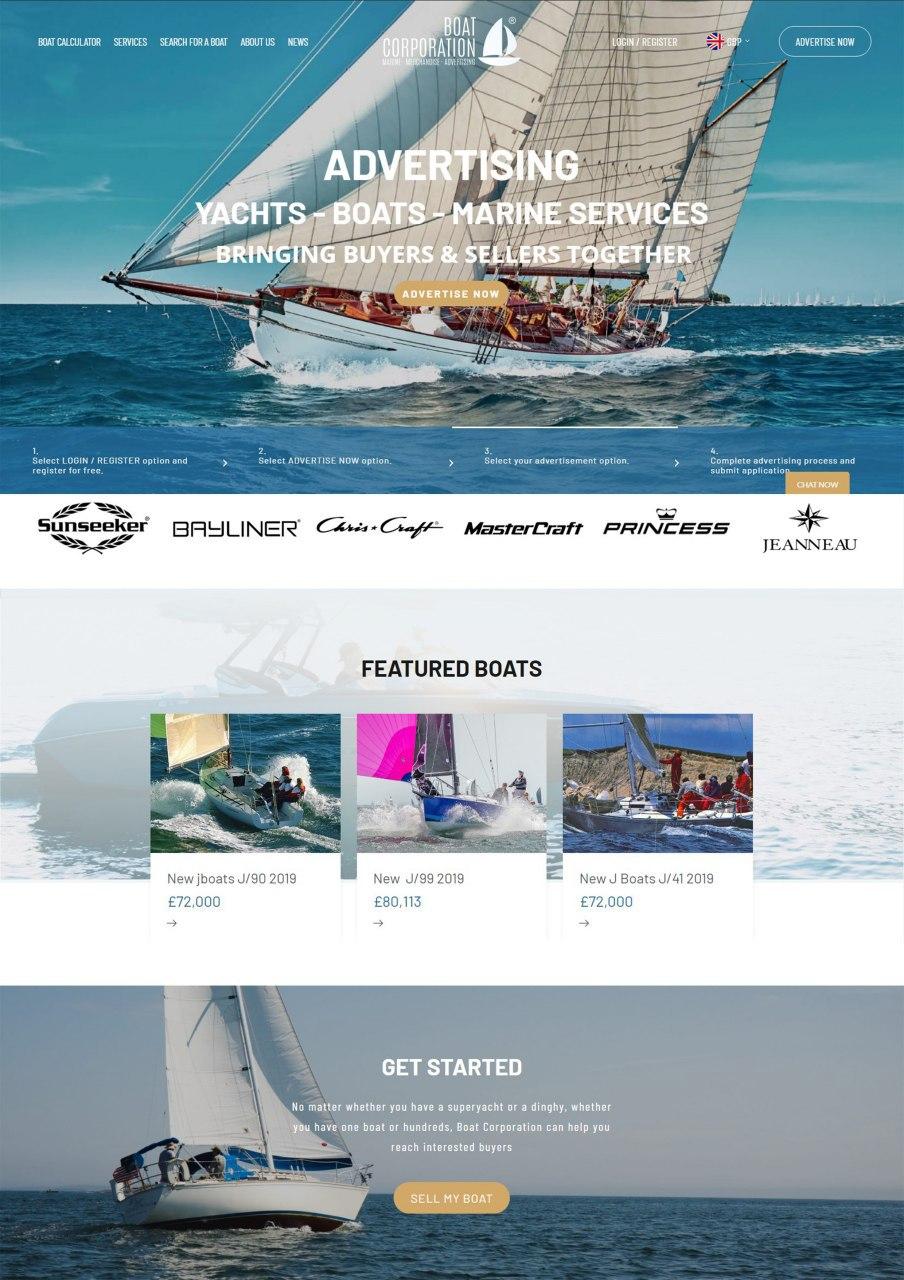 BOAT CALCULATOR SERVICES SEARCH FOR A BOAT ABOUT US NEWS
BOAT
CORPORATION
®
MARINE · MERCHANDISE · ADVERTISING
LOGIN / REGISTER
GBP
ADVERTISE NOW
ADVERTISING
YACHTS - BOATS - MARINE SERVICES
BRINGING BUYERS & SELLERS TOGETHER
ADVERTISE NOW
1.
Select LOGIN / REGISTER option and
register for free.
2.
Select ADVERTISE NOW option.
3.
Select your advertisement option.
4.
Complete advertising process and
submit application
CHAT NOW
Sunseeker®
BAYLINER®
Chris★Craft®
MasterCraft
PRINCESS
JEANNEAU
FEATURED BOATS
New jboats J/90 2019
£72,000
New J/99 2019
£80,113
New J Boats J/41 2019
£72,000
GET STARTED
No matter whether you have a superyacht or a dinghy, whether
you have one boat or hundreds, Boat Corporation can help you
reach interested buyers
SELL MY BOAT